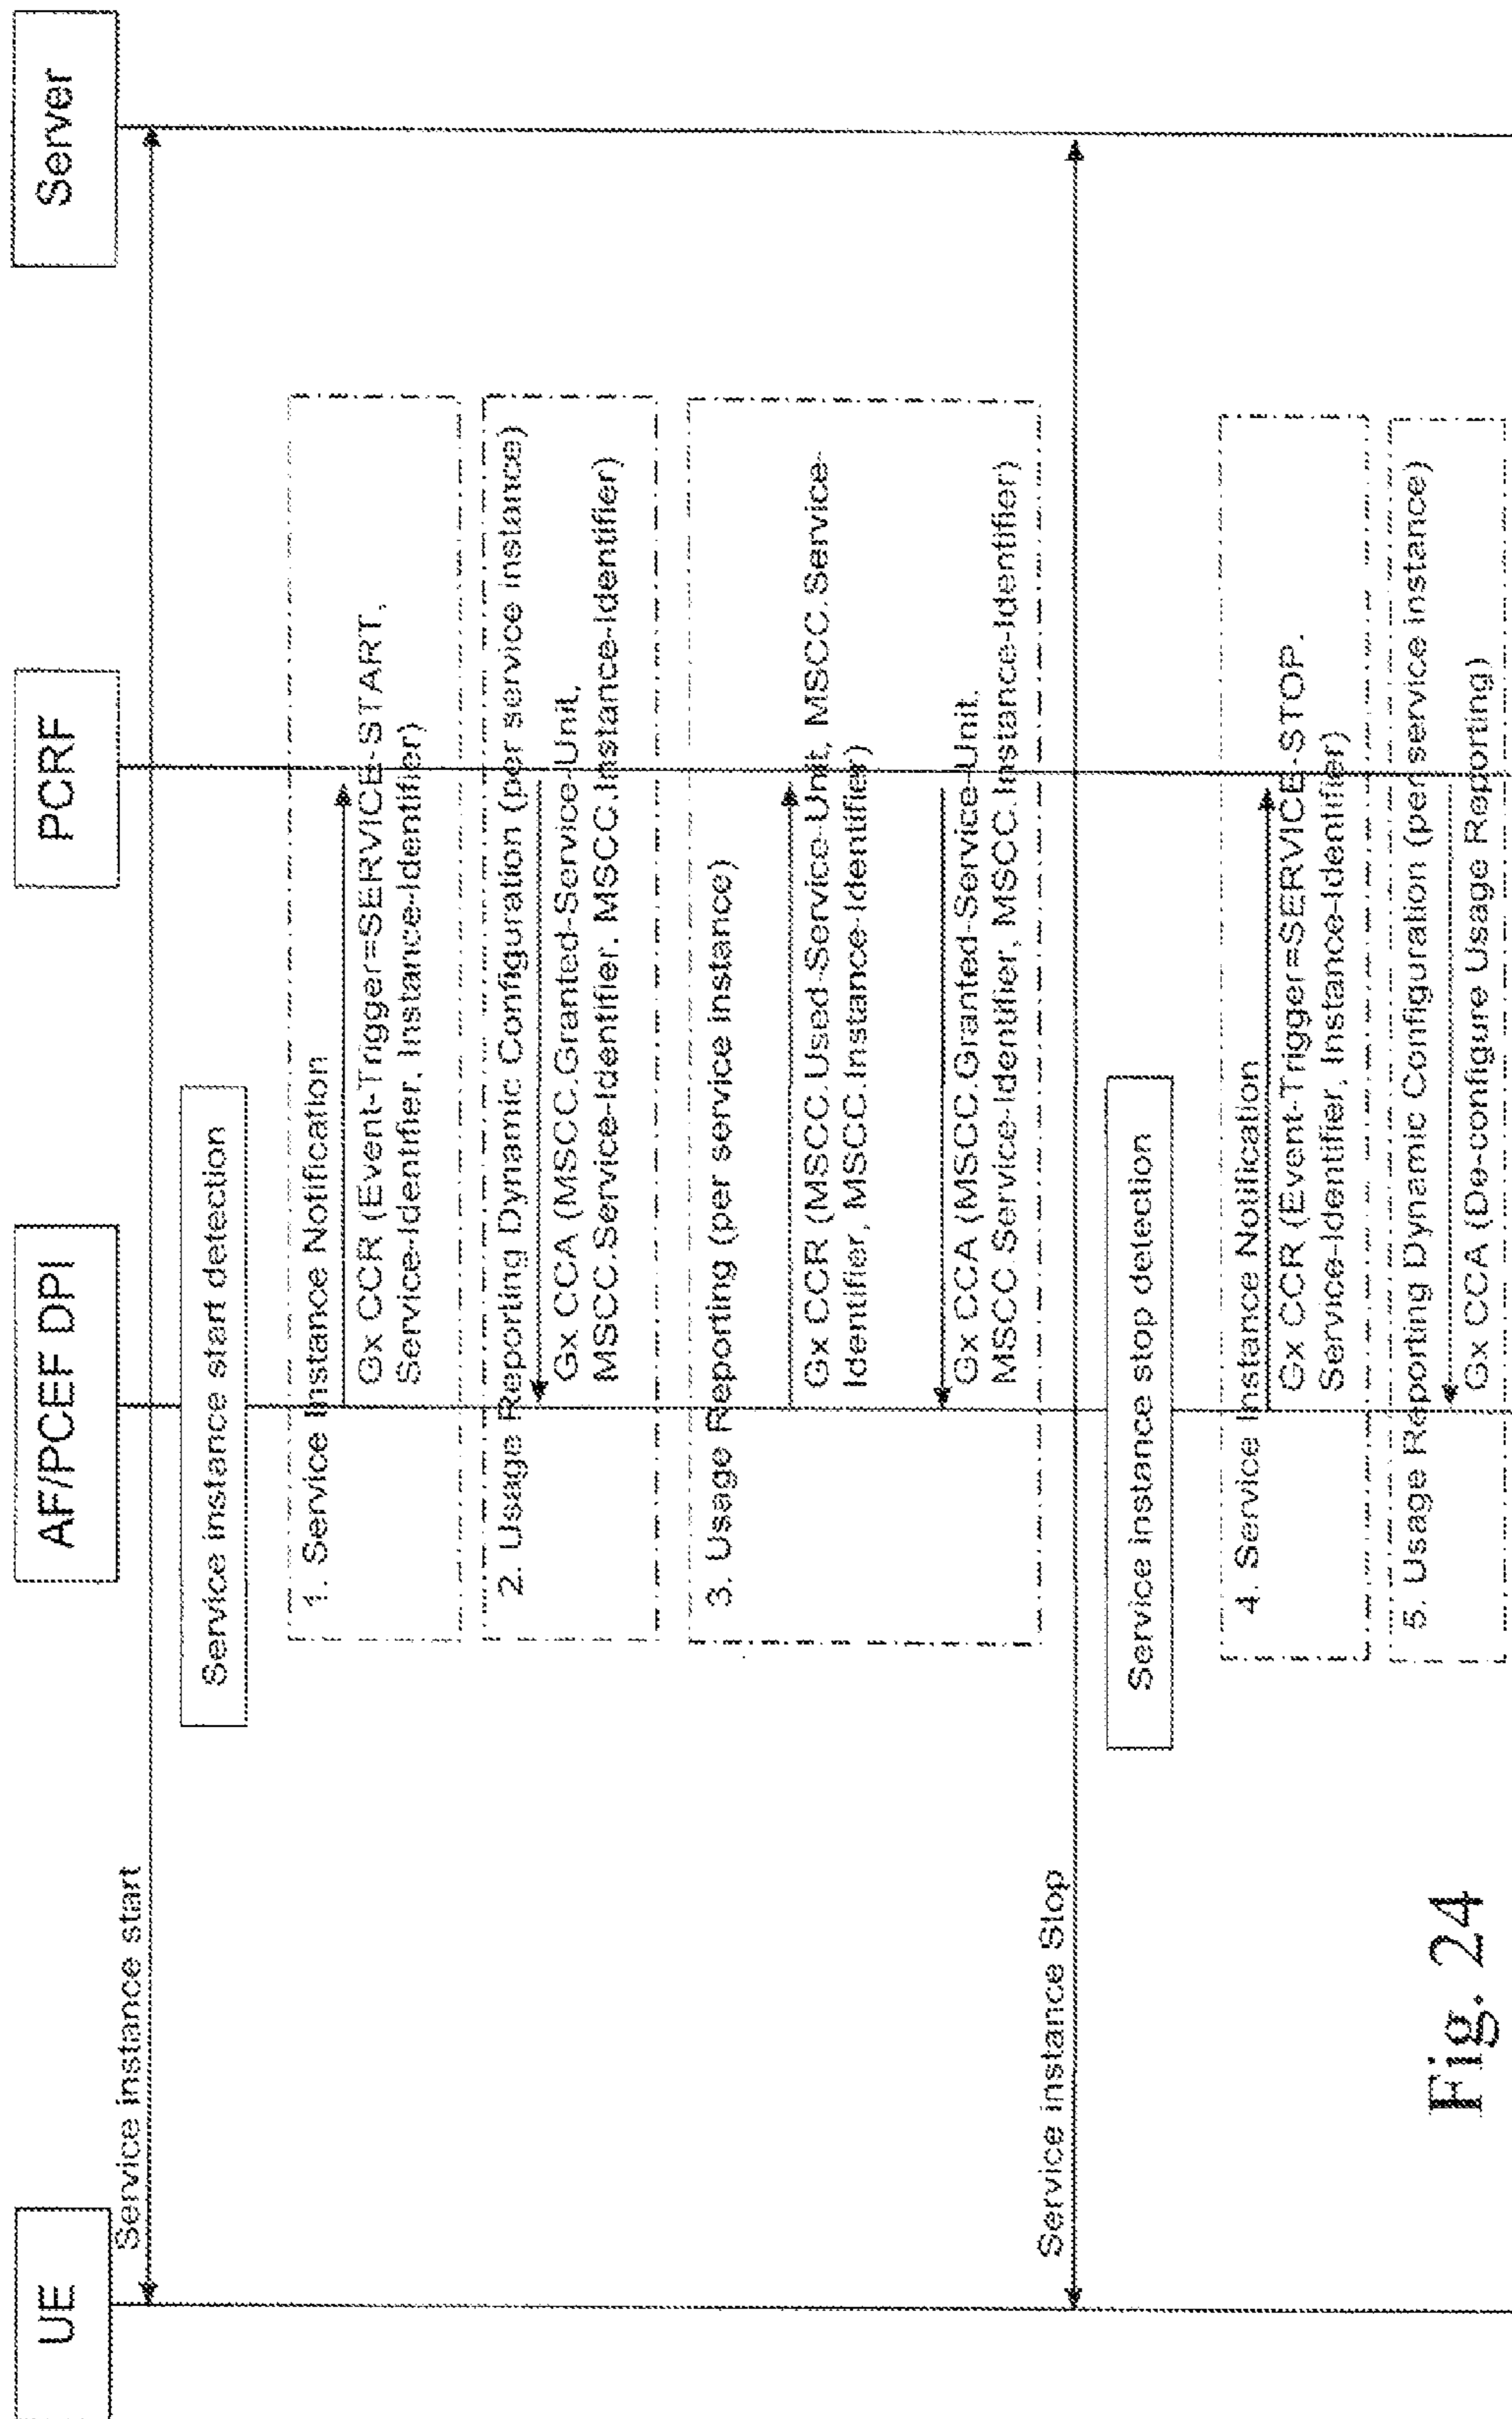 UE
AF/PCEF DPI
PCRF
Server
Service instance start
Service instance start detection
1. Service Instance Notification
Gx CCR (Event-Trigger=SERVICE-START,
Service-Identifier, Instance-Identifier)
2. Usage Reporting Dynamic Configuration (per service instance)
Gx CCA (MSCC.Granted-Service-Unit,
MSCC.Service-Identifier, MSCC.Instance-Identifier)
3. Usage Reporting (per service instance)
Gx CCR (MSCC.Used-Service-Unit, MSCC.Service-
Identifier, MSCC.Instance-Identifier)
Gx CCA (MSCC.Granted-Service-Unit,
MSCC.Service-Identifier, MSCC.Instance-Identifier)
Service instance Stop
Service instance stop detection
4. Service Instance Notification
Gx CCR (Event-Trigger=SERVICE-STOP,
Service-Identifier, Instance-Identifier)
5. Usage Reporting Dynamic Configuration (per service instance)
Gx CCA (De-configure Usage Reporting)
Fig. 24